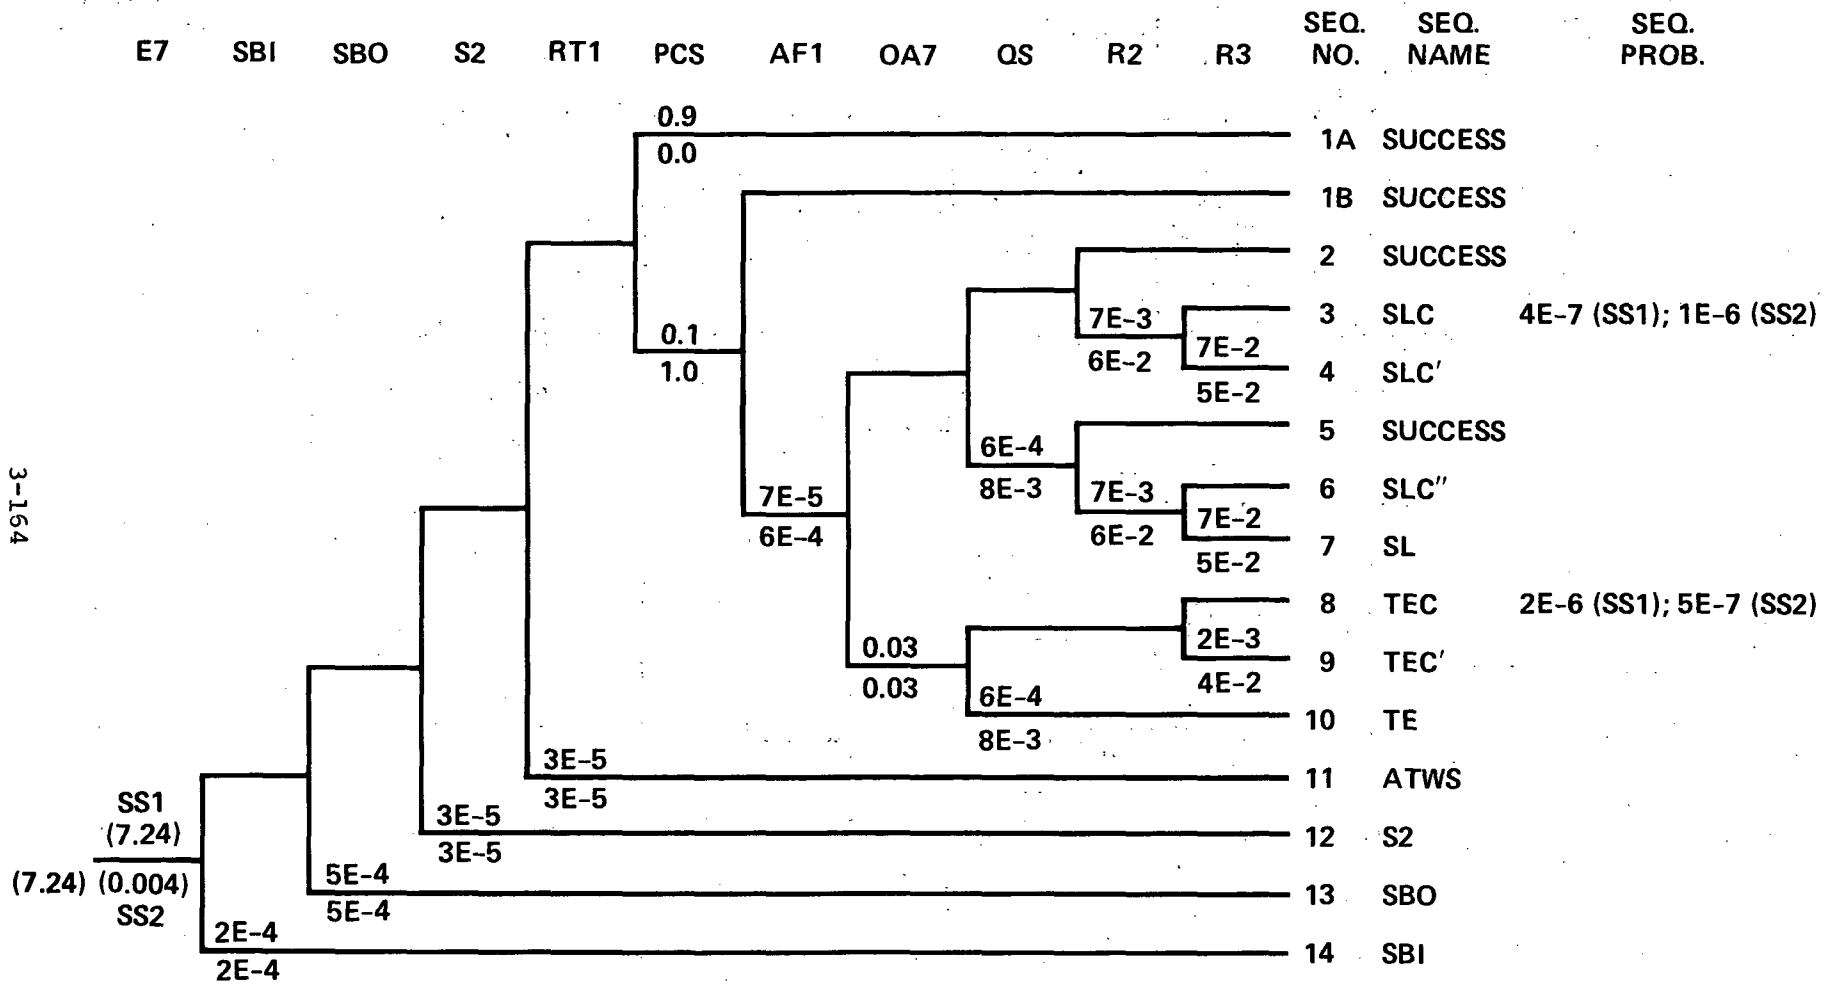 SEQ. SEQ. SEQ.
E7 SBI SBO S2 RT1 PCS AF1 OA7 QS R2 R3 NO. NAME PROB.
0.9
0.0
1A SUCCESS
1B SUCCESS
2 SUCCESS
7E-3
6E-2
3 SLC 4E-7 (SS1); 1E-6 (SS2)
0.1
1.0
7E-2
5E-2
4 SLC′
5 SUCCESS
6E-4
8E-3
7E-3
6E-2
6 SLC″
7E-5
6E-4
7E-2
5E-2
7 SL
3-164
8 TEC 2E-6 (SS1); 5E-7 (SS2)
0.03
0.03
2E-3
4E-2
9 TEC′
6E-4
8E-3
10 TE
3E-5
3E-5
11 ATWS
3E-5
3E-5
12 S2
SS1
(7.24)
(7.24) (0.004)
SS2
5E-4
5E-4
13 SBO
2E-4
2E-4
14 SBI